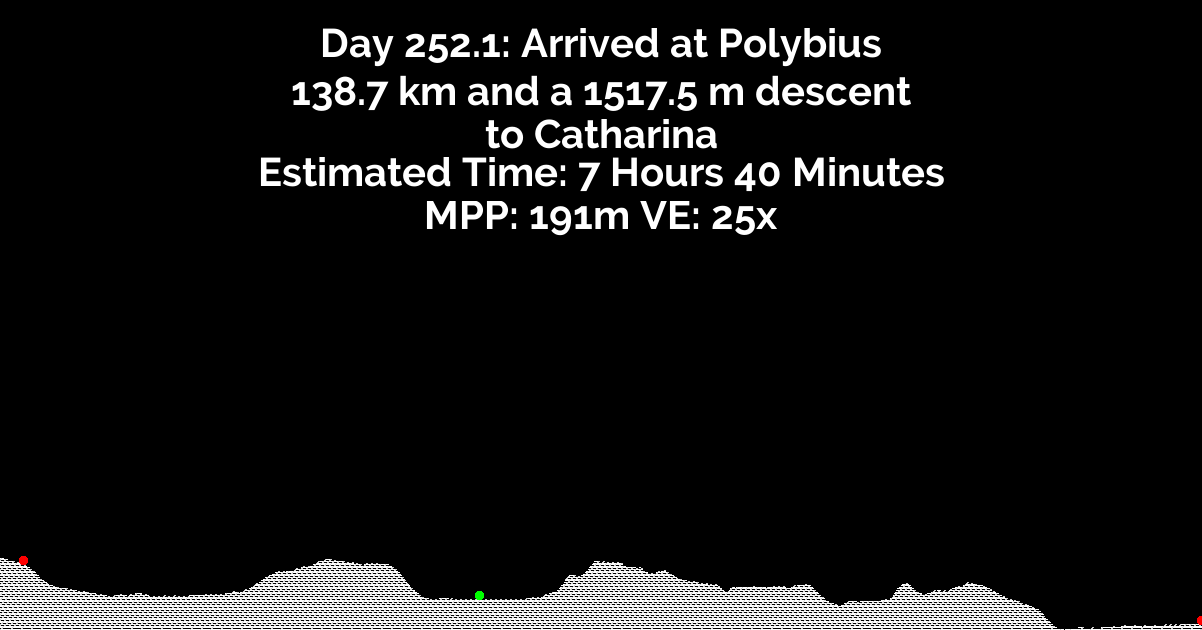 Day 252.1: Arrived at Polybius
138.7 km and a 1517.5 m descent
to Catharina
Estimated Time: 7 Hours 40 Minutes
MPP: 191m VE: 25x